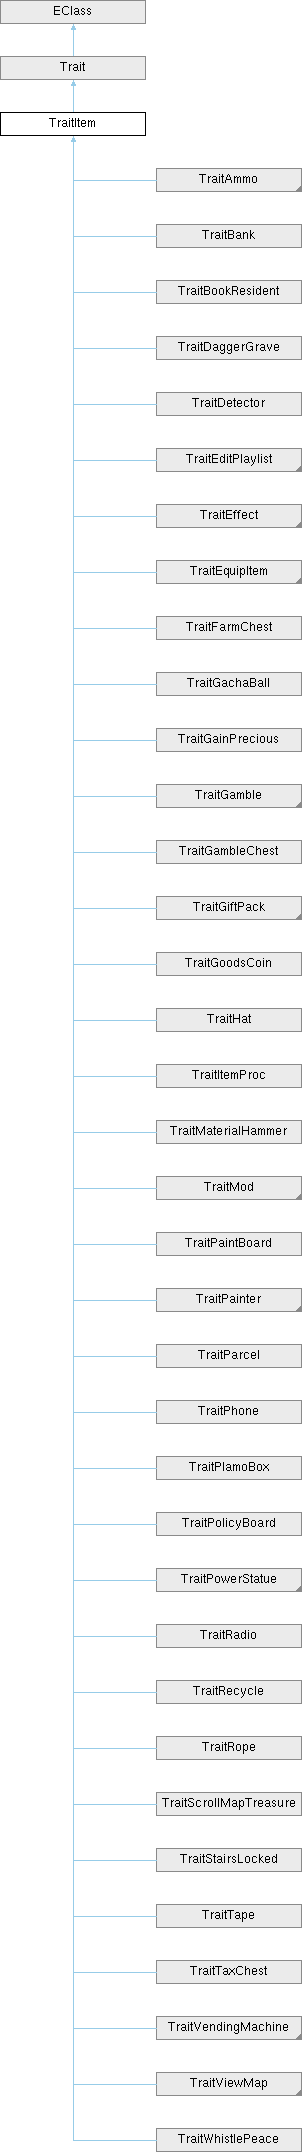 EClass
Trait
TraitItem
TraitAmmo
TraitBank
TraitBookResident
TraitDaggerGrave
TraitDetector
TraitEditPlaylist
TraitEffect
TraitEquipItem
TraitFarmChest
TraitGachaBall
TraitGainPrecious
TraitGamble
TraitGambleChest
TraitGiftPack
TraitGoodsCoin
TraitHat
TraitItemProc
TraitMaterialHammer
TraitMod
TraitPaintBoard
TraitPainter
TraitParcel
TraitPhone
TraitPlamoBox
TraitPolicyBoard
TraitPowerStatue
TraitRadio
TraitRecycle
TraitRope
TraitScrollMapTreasure
TraitStairsLocked
TraitTape
TraitTaxChest
TraitVendingMachine
TraitViewMap
TraitWhistlePeace